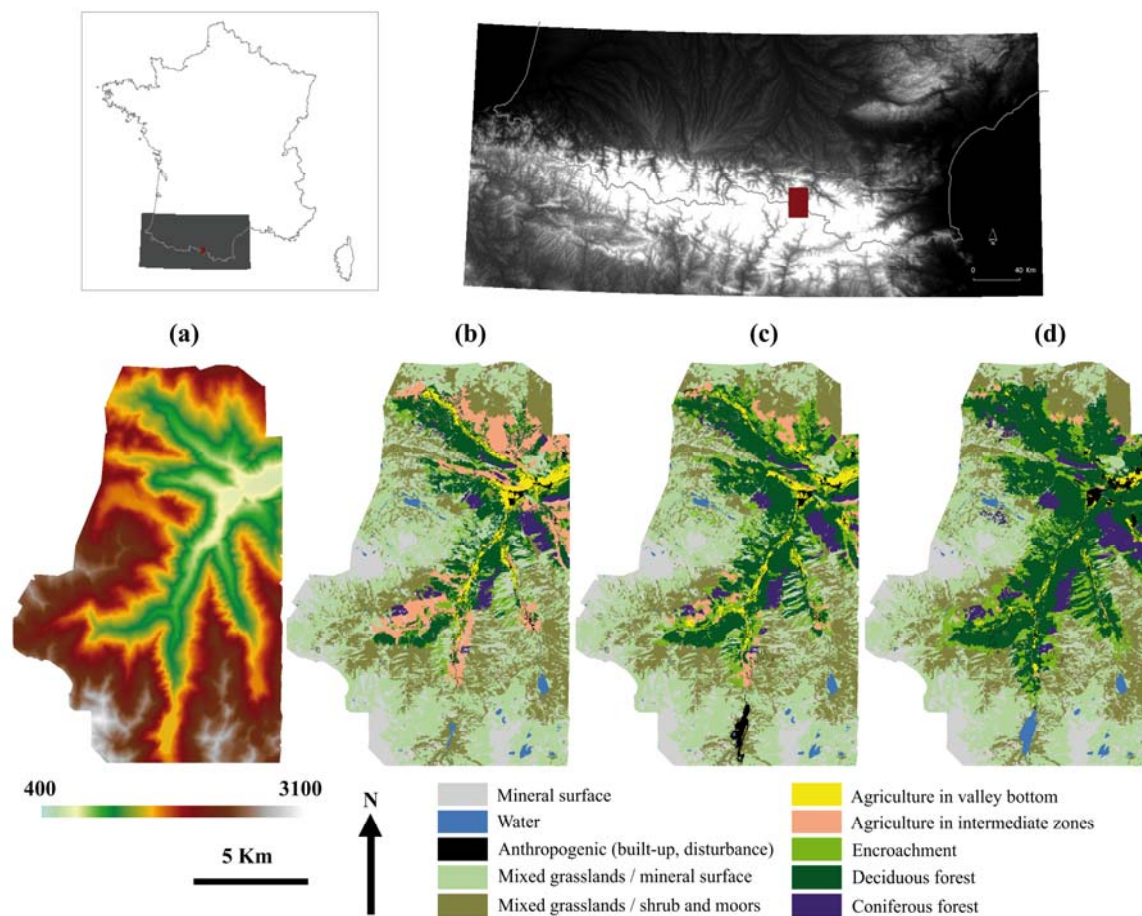 0 40 Km
(a) (b) (c) (d)
400 3100
5 Km
N
Mineral surface
Water
Anthropogenic (built-up, disturbance)
Mixed grasslands / mineral surface
Mixed grasslands / shrub and moors
Agriculture in valley bottom
Agriculture in intermediate zones
Encroachment
Deciduous forest
Coniferous forest